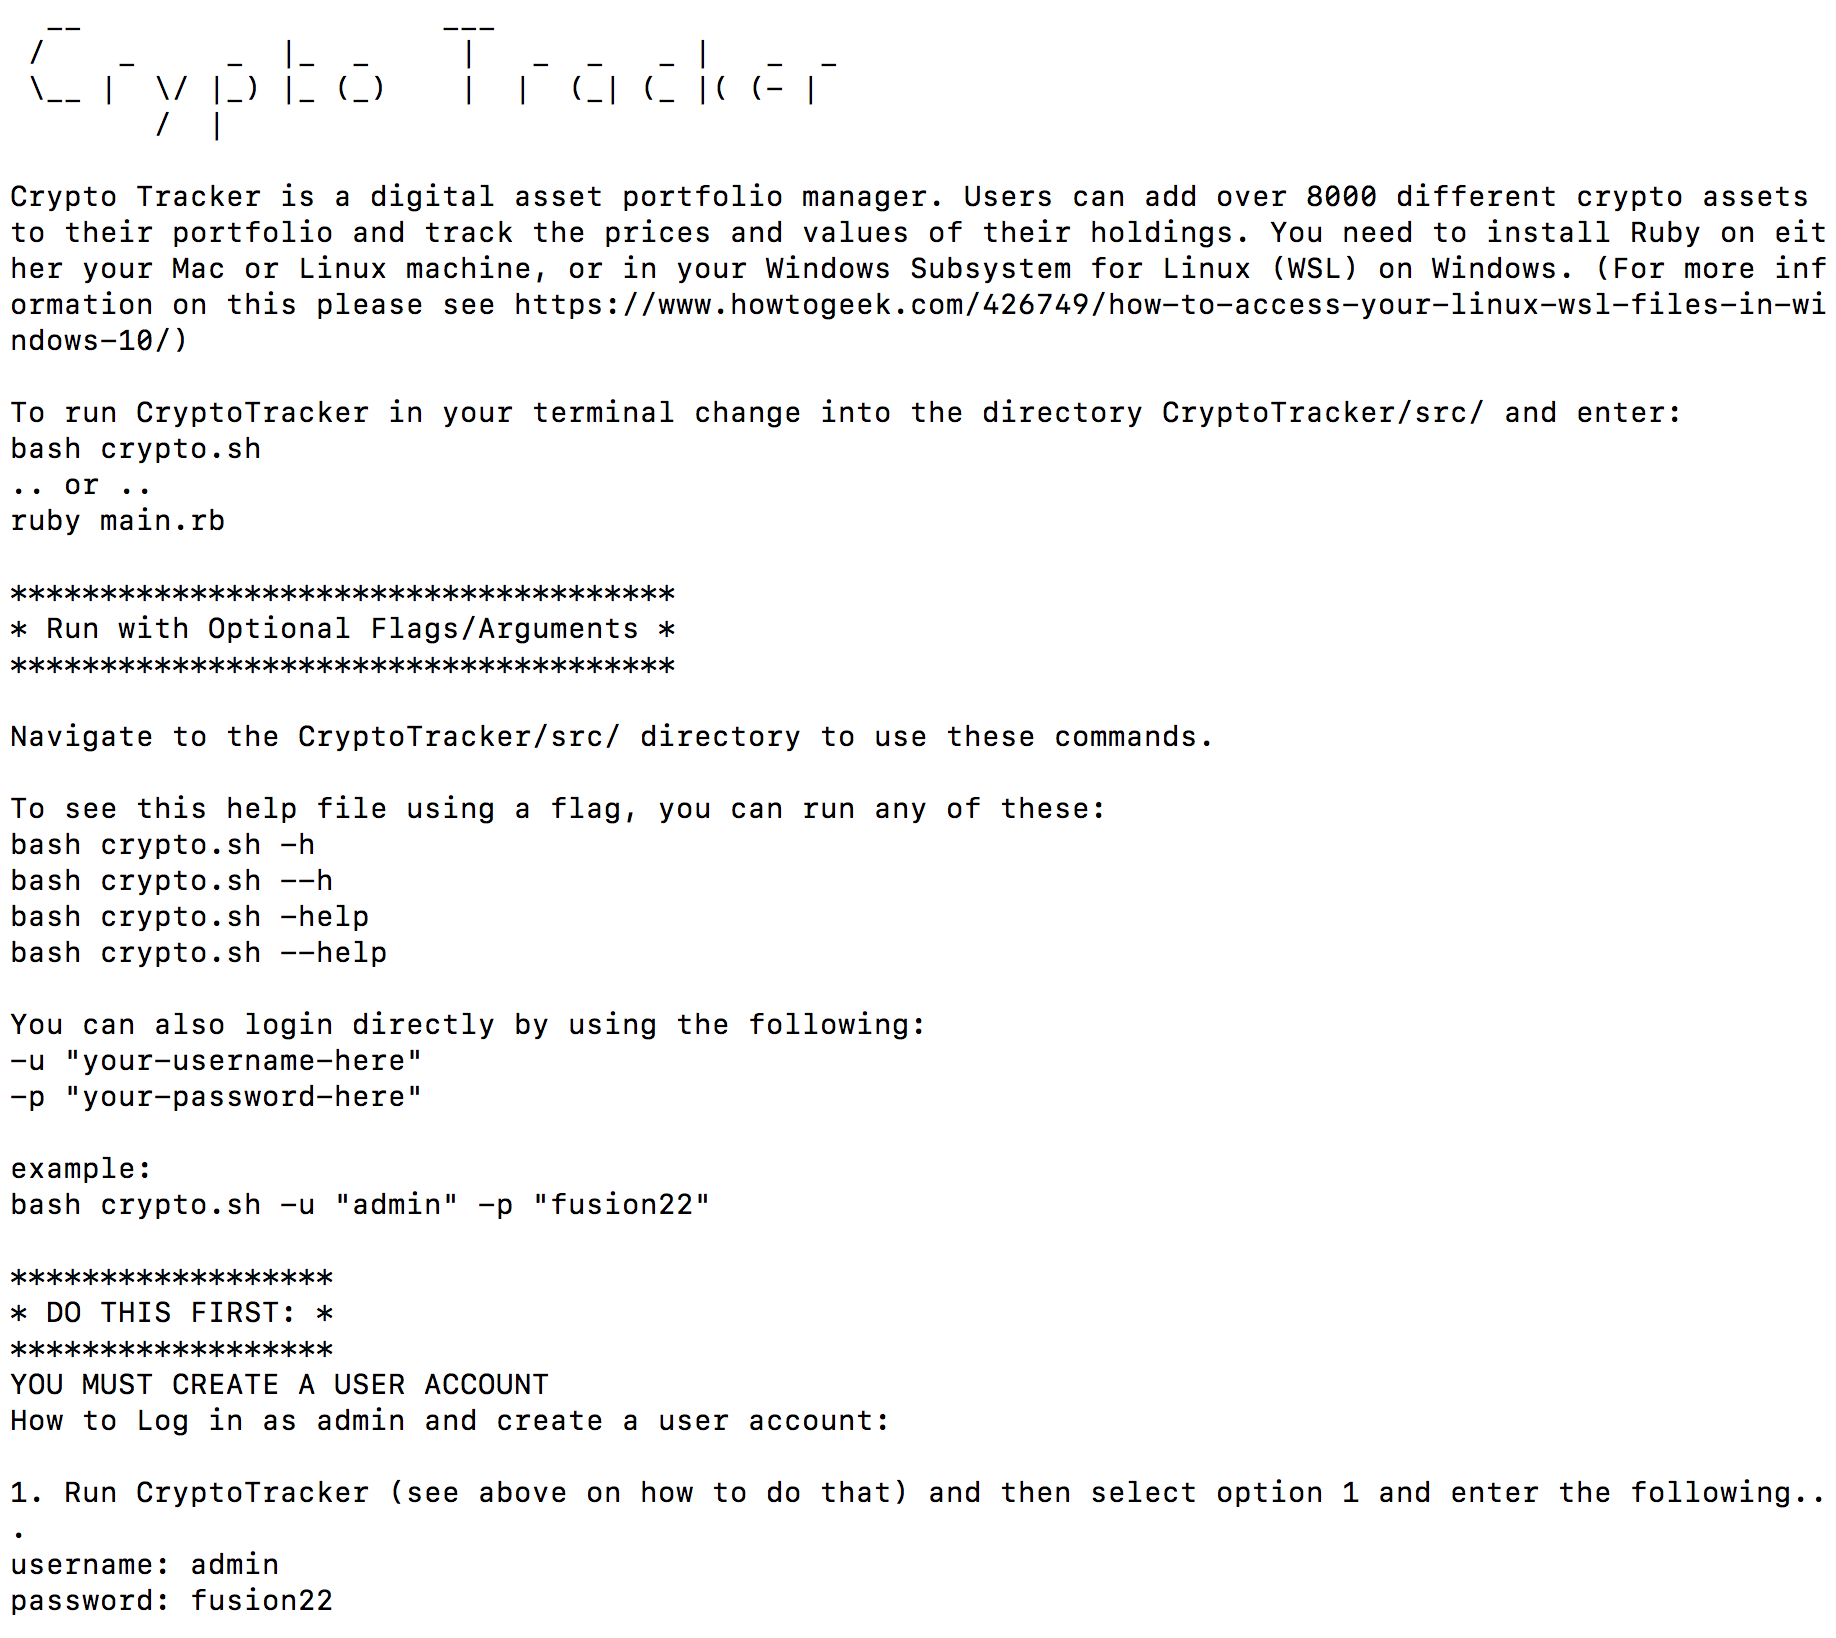 __                    ___
 /    _     _  |_  _     |   _  _   _ |   _  _
 \__ |  \/ |_) |_ (_)    |  |  (_| (_ |( (- |
        /  |

Crypto Tracker is a digital asset portfolio manager. Users can add over 8000 different crypto assets
to their portfolio and track the prices and values of their holdings. You need to install Ruby on eit
her your Mac or Linux machine, or in your Windows Subsystem for Linux (WSL) on Windows. (For more inf
ormation on this please see https://www.howtogeek.com/426749/how-to-access-your-linux-wsl-files-in-wi
ndows-10/)

To run CryptoTracker in your terminal change into the directory CryptoTracker/src/ and enter:
bash crypto.sh
.. or ..
ruby main.rb

*************************************
* Run with Optional Flags/Arguments *
*************************************

Navigate to the CryptoTracker/src/ directory to use these commands.

To see this help file using a flag, you can run any of these:
bash crypto.sh -h
bash crypto.sh --h
bash crypto.sh -help
bash crypto.sh --help

You can also login directly by using the following:
-u "your-username-here"
-p "your-password-here"

example:
bash crypto.sh -u "admin" -p "fusion22"

******************
* DO THIS FIRST: *
******************
YOU MUST CREATE A USER ACCOUNT
How to Log in as admin and create a user account:

1. Run CryptoTracker (see above on how to do that) and then select option 1 and enter the following..
.
username: admin
password: fusion22